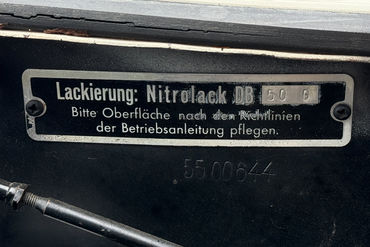 Lackierung: Nitrolack DB 50 G
Bitte Oberfläche nach den Richtlinien
der Betriebsanleitung pflegen.
5500644